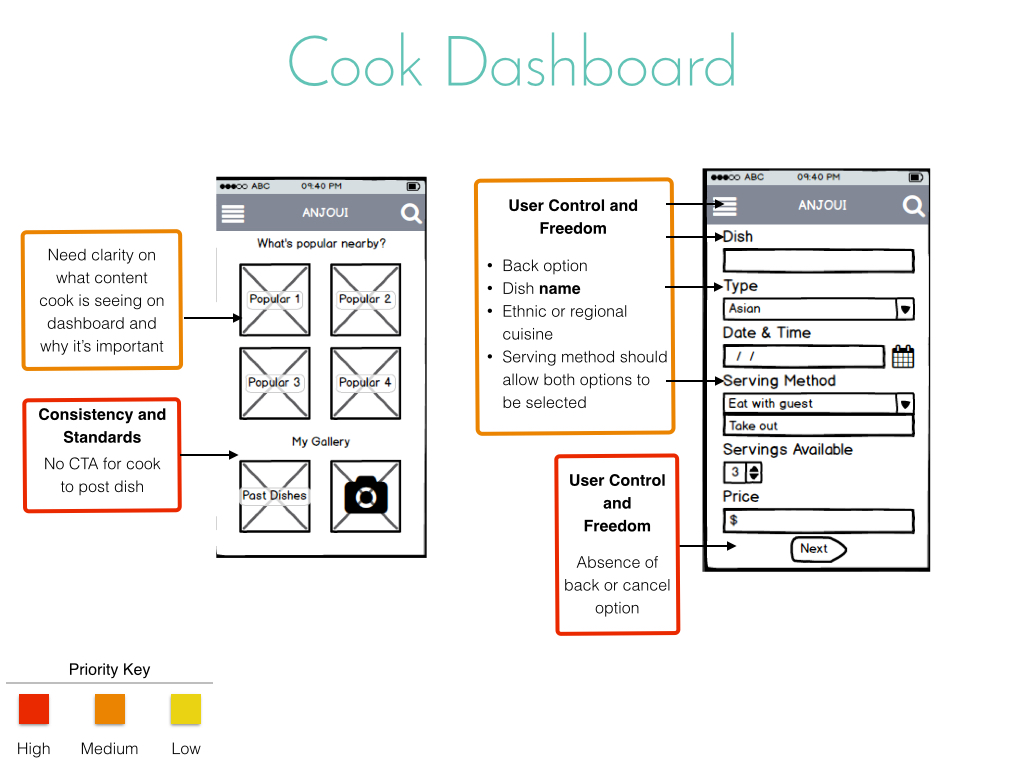 Cook Dashboard
Need clarity on
what content
cook is seeing on
dashboard and
why it’s important
Consistency and
Standards
No CTA for cook
to post dish
ABC 09:40 PM
ANJOUI
What's popular nearby?
Popular 1 Popular 2
Popular 3 Popular 4
My Gallery
Past Dishes
User Control and
Freedom
• Back option
• Dish name
• Ethnic or regional
cuisine
• Serving method should
allow both options to
be selected
User Control
and
Freedom
Absence of
back or cancel
option
ABC 09:40 PM
ANJOUI
Dish
Type
Asian
Date & Time
/ /
Serving Method
Eat with guest
Take out
Servings Available
3
Price
$
Next
Priority Key
High Medium Low